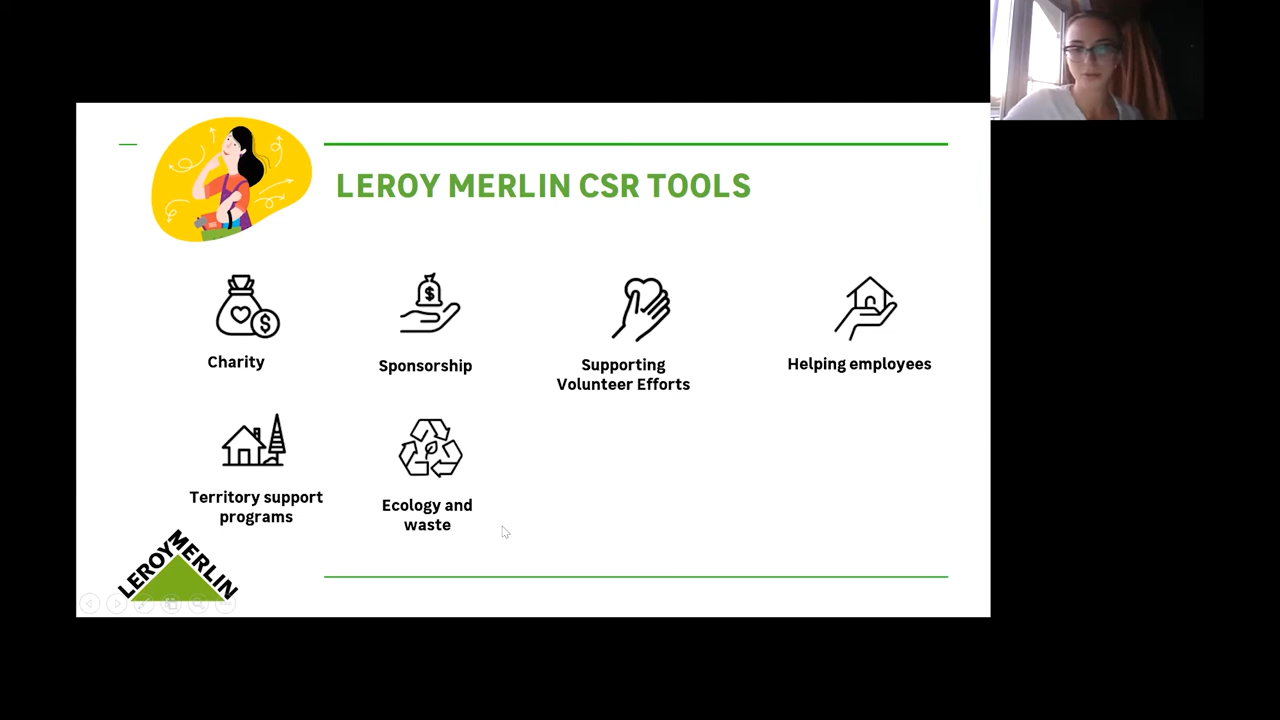 LEROY MERLIN CSR TOOLS
Charity
Sponsorship
Supporting
Volunteer Efforts
Helping employees
Territory support
programs
Ecology and
waste
LEROY MERLIN